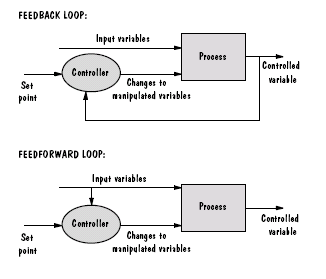 FEEDBACK LOOP:
Input variables
Process
Controller
Controlled
variable
Set
point
Changes to
manipulated variables
FEEDFORWARD LOOP:
Input variables
Process
Controller
Controlled
variable
Set
point
Changes to
manipulated variables